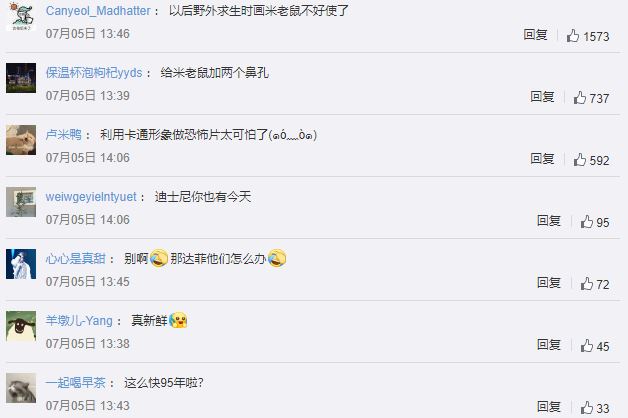 Canyeol_Madhatter：以后野外求生时画米老鼠不好使了
07月05日 13:46
回复 1573
保温杯泡枸杞yyds：给米老鼠加两个鼻孔
07月05日 13:39
回复 737
卢米鸭：利用卡通形象做恐怖片太可怕了(๑ó﹏ò๑)
07月05日 14:06
回复 592
weiwgeyielntyuet：迪士尼你也有今天
07月05日 14:06
回复 95
心心是真甜：别啊🤣那达菲他们怎么办🤣
07月05日 13:45
回复 72
羊墩儿-Yang：真新鲜
07月05日 13:38
回复 45
一起喝早茶：这么快95年啦？
07月05日 13:43
回复 33